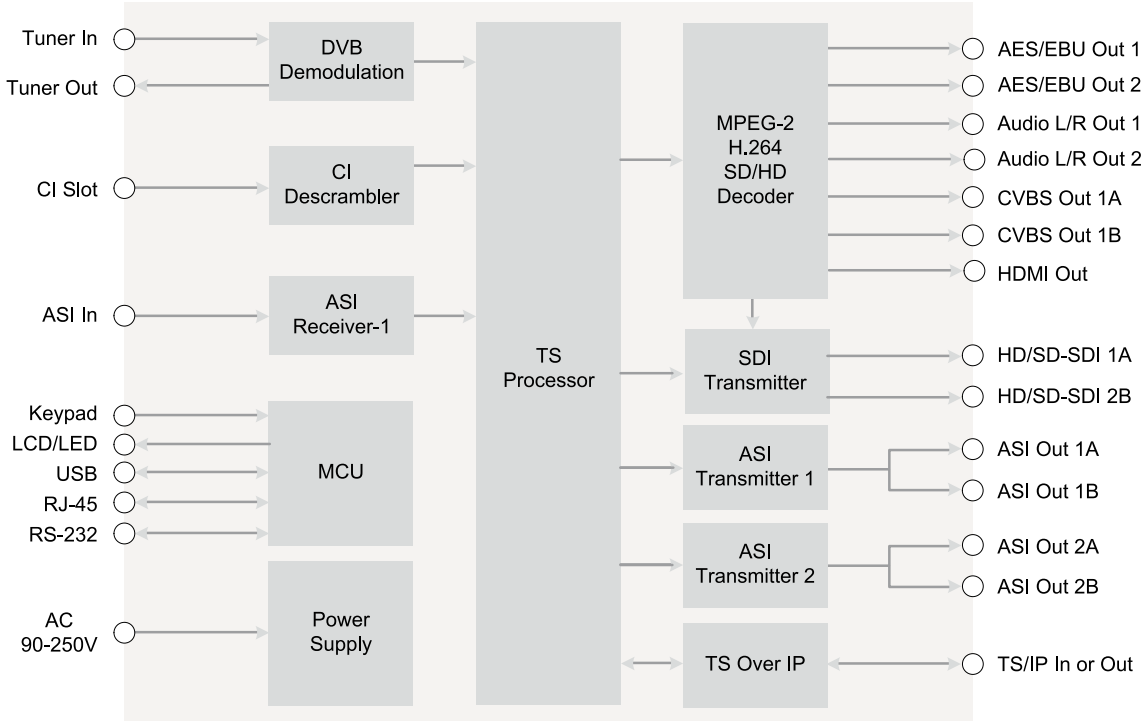 Tuner In
Tuner Out
CI Slot
ASI In
Keypad
LCD/LED
USB
RJ-45
RS-232
AC
90-250V
DVB
Demodulation
CI
Descrambler
ASI
Receiver-1
MCU
Power
Supply
TS
Processor
MPEG-2
H.264
SD/HD
Decoder
SDI
Transmitter
ASI
Transmitter 1
ASI
Transmitter 2
TS Over IP
AES/EBU Out 1
AES/EBU Out 2
Audio L/R Out 1
Audio L/R Out 2
CVBS Out 1A
CVBS Out 1B
HDMI Out
HD/SD-SDI 1A
HD/SD-SDI 2B
ASI Out 1A
ASI Out 1B
ASI Out 2A
ASI Out 2B
TS/IP In or Out